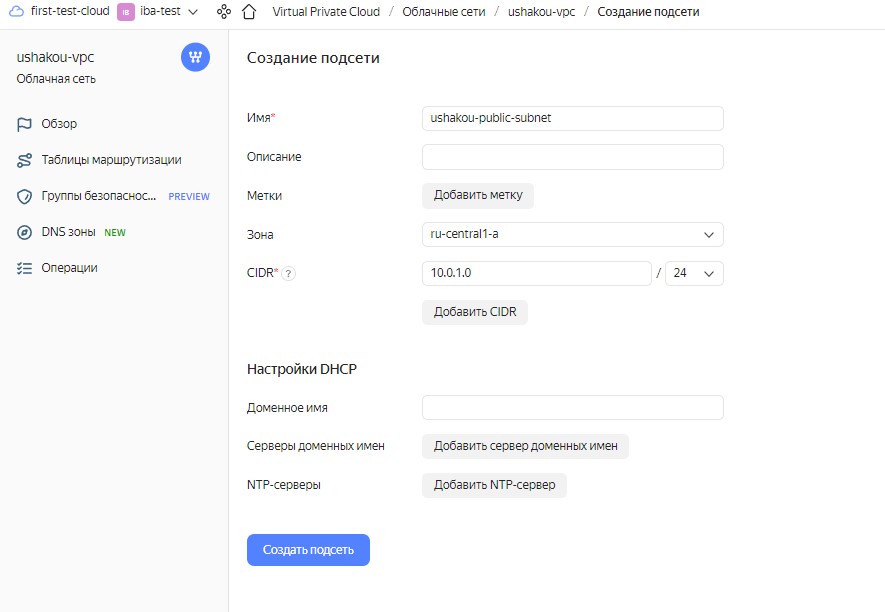 first-test-cloud IB iba-test Virtual Private Cloud / Облачные сети / ushakou-vpc / Создание подсети
ushakou-vpc
Облачная сеть
Обзор
Таблицы маршрутизации
Группы безопаснос... PREVIEW
DNS зоны NEW
Операции
Создание подсети
Имя* ushakou-public-subnet
Описание
Метки Добавить метку
Зона ru-central1-a
CIDR* ? 10.0.1.0 / 24
Добавить CIDR
Настройки DHCP
Доменное имя
Серверы доменных имен Добавить сервер доменных имен
NTP-серверы Добавить NTP-сервер
Создать подсеть